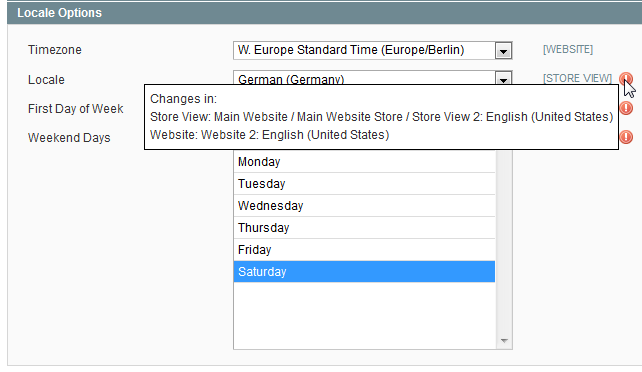 Locale Options
Timezone
W. Europe Standard Time (Europe/Berlin)
[WEBSITE]
Locale
German (Germany)
[STORE VIEW]
Changes in:
Store View: Main Website / Main Website Store / Store View 2: English (United States)
Website: Website 2: English (United States)
First Day of Week
Weekend Days
Monday
Tuesday
Wednesday
Thursday
Friday
Saturday